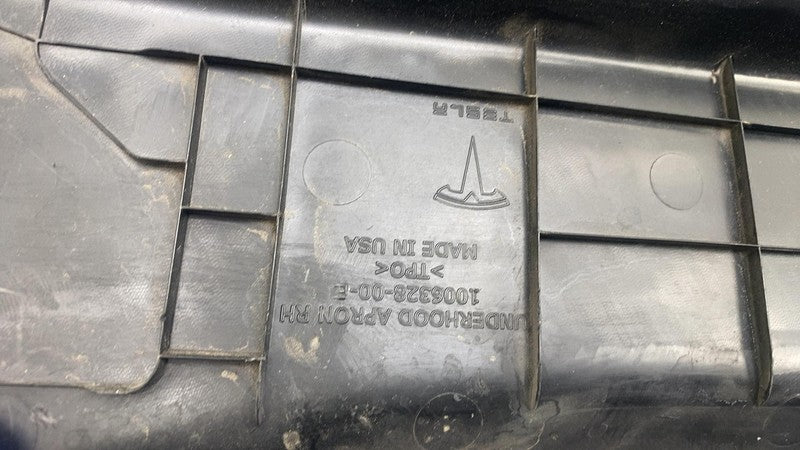 UNDERHOOD APRON RH
1006328-00-E
>TPO<
MADE IN USA
TESLA